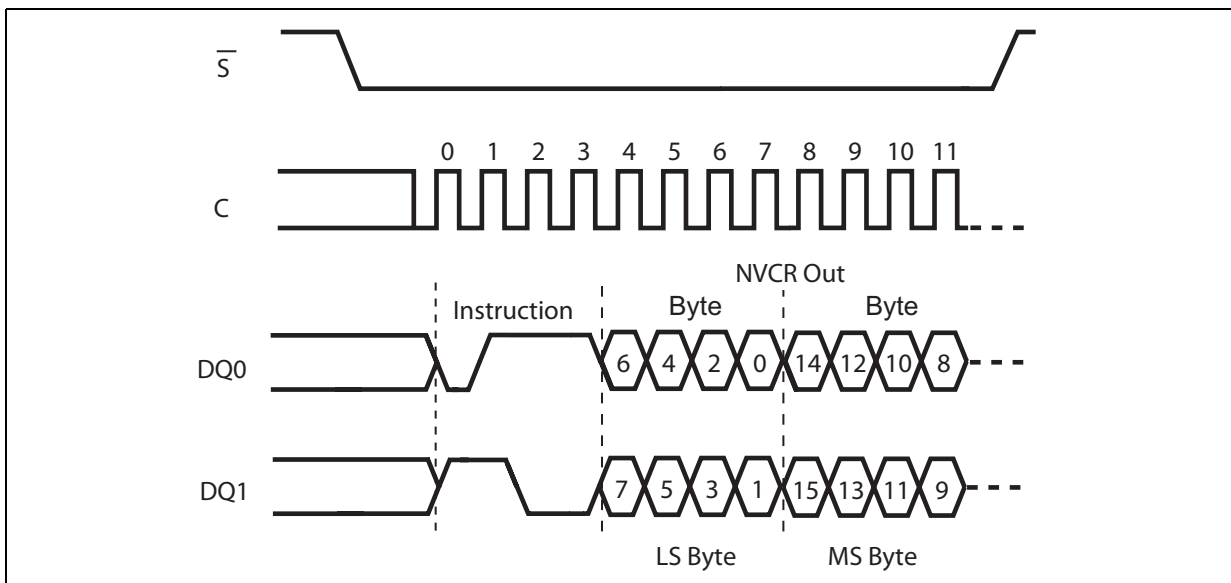 S
0 1 2 3 4 5 6 7 8 9 10 11
C
NVCR Out
Instruction Byte Byte
DQ0 6 4 2 0 14 12 10 8
DQ1 7 5 3 1 15 13 11 9
LS Byte MS Byte